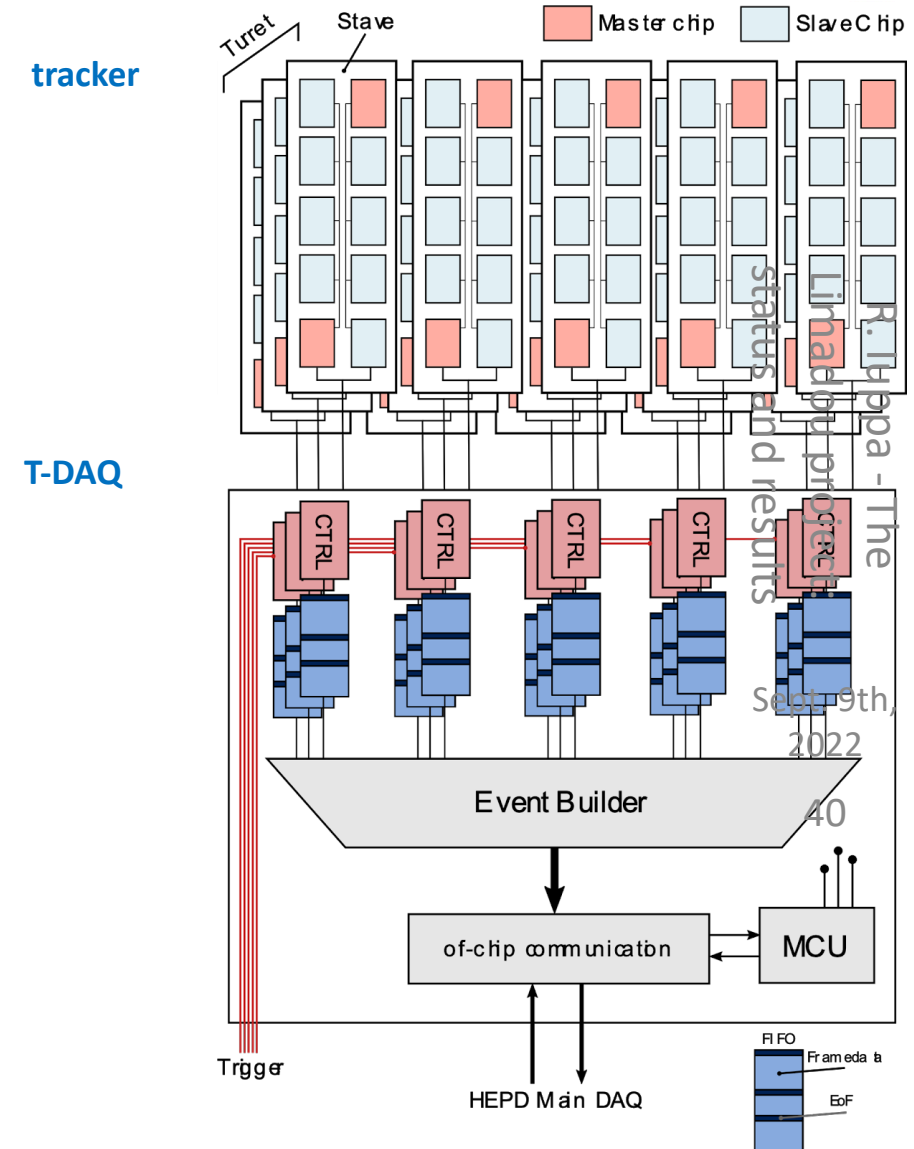 Turret
Stave
Master chip
Slave Chip
tracker
T-DAQ
R. Iuppa - The
Limadou project:
status and results
CTRL
CTRL
CTRL
CTRL
CTRL
Sept. 9th,
2022
40
Event Builder
of-chip communication
MCU
Trigger
HEPD Main DAQ
FIFO
Frame data
EoF